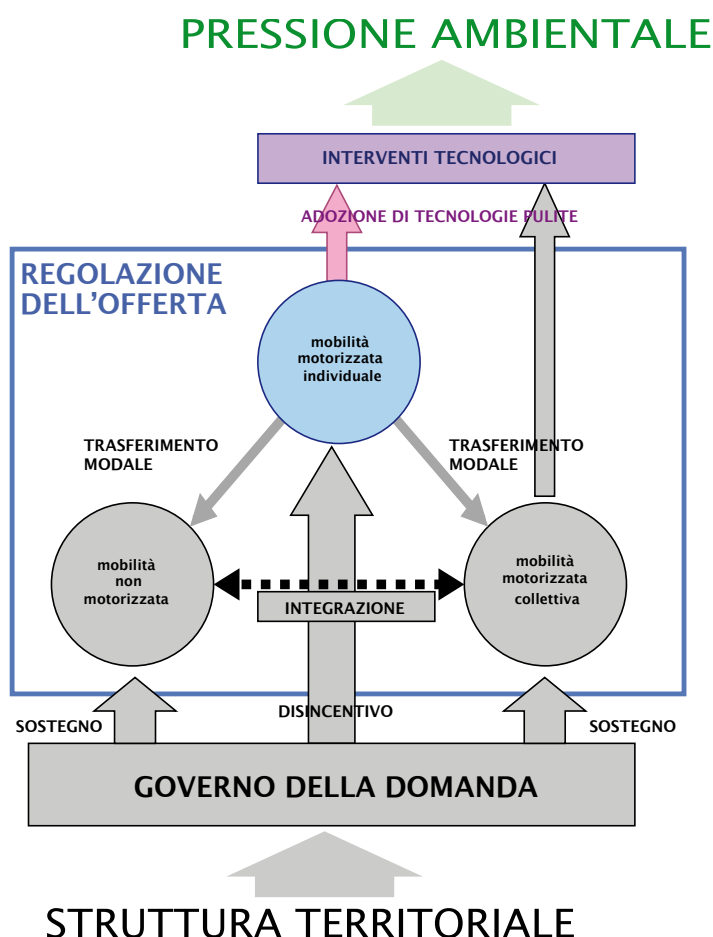 PRESSIONE AMBIENTALE
INTERVENTI TECNOLOGICI
ADOZIONE DI TECNOLOGIE PULITE
REGOLAZIONE
DELL'OFFERTA
mobilità
motorizzata
individuale
TRASFERIMENTO
MODALE
TRASFERIMENTO
MODALE
mobilità
non
motorizzata
mobilità
motorizzata
collettiva
INTEGRAZIONE
SOSTEGNO
DISINCENTIVO
SOSTEGNO
GOVERNO DELLA DOMANDA
STRUTTURA TERRITORIALE